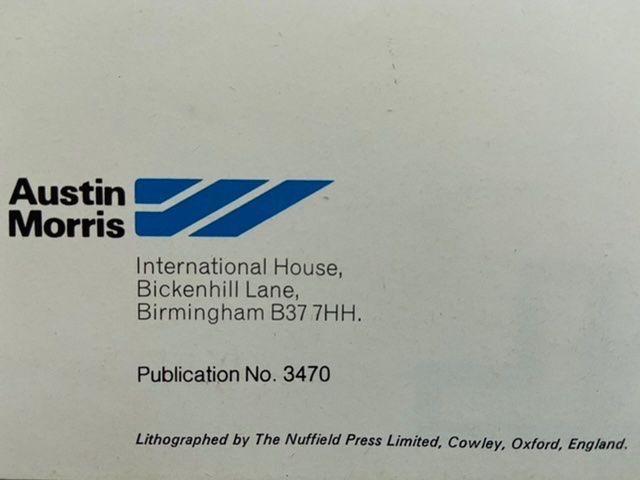 Austin
Morris
International House,
Bickenhill Lane,
Birmingham B37 7HH.
Publication No. 3470
Lithographed by The Nuffield Press Limited, Cowley, Oxford, England.